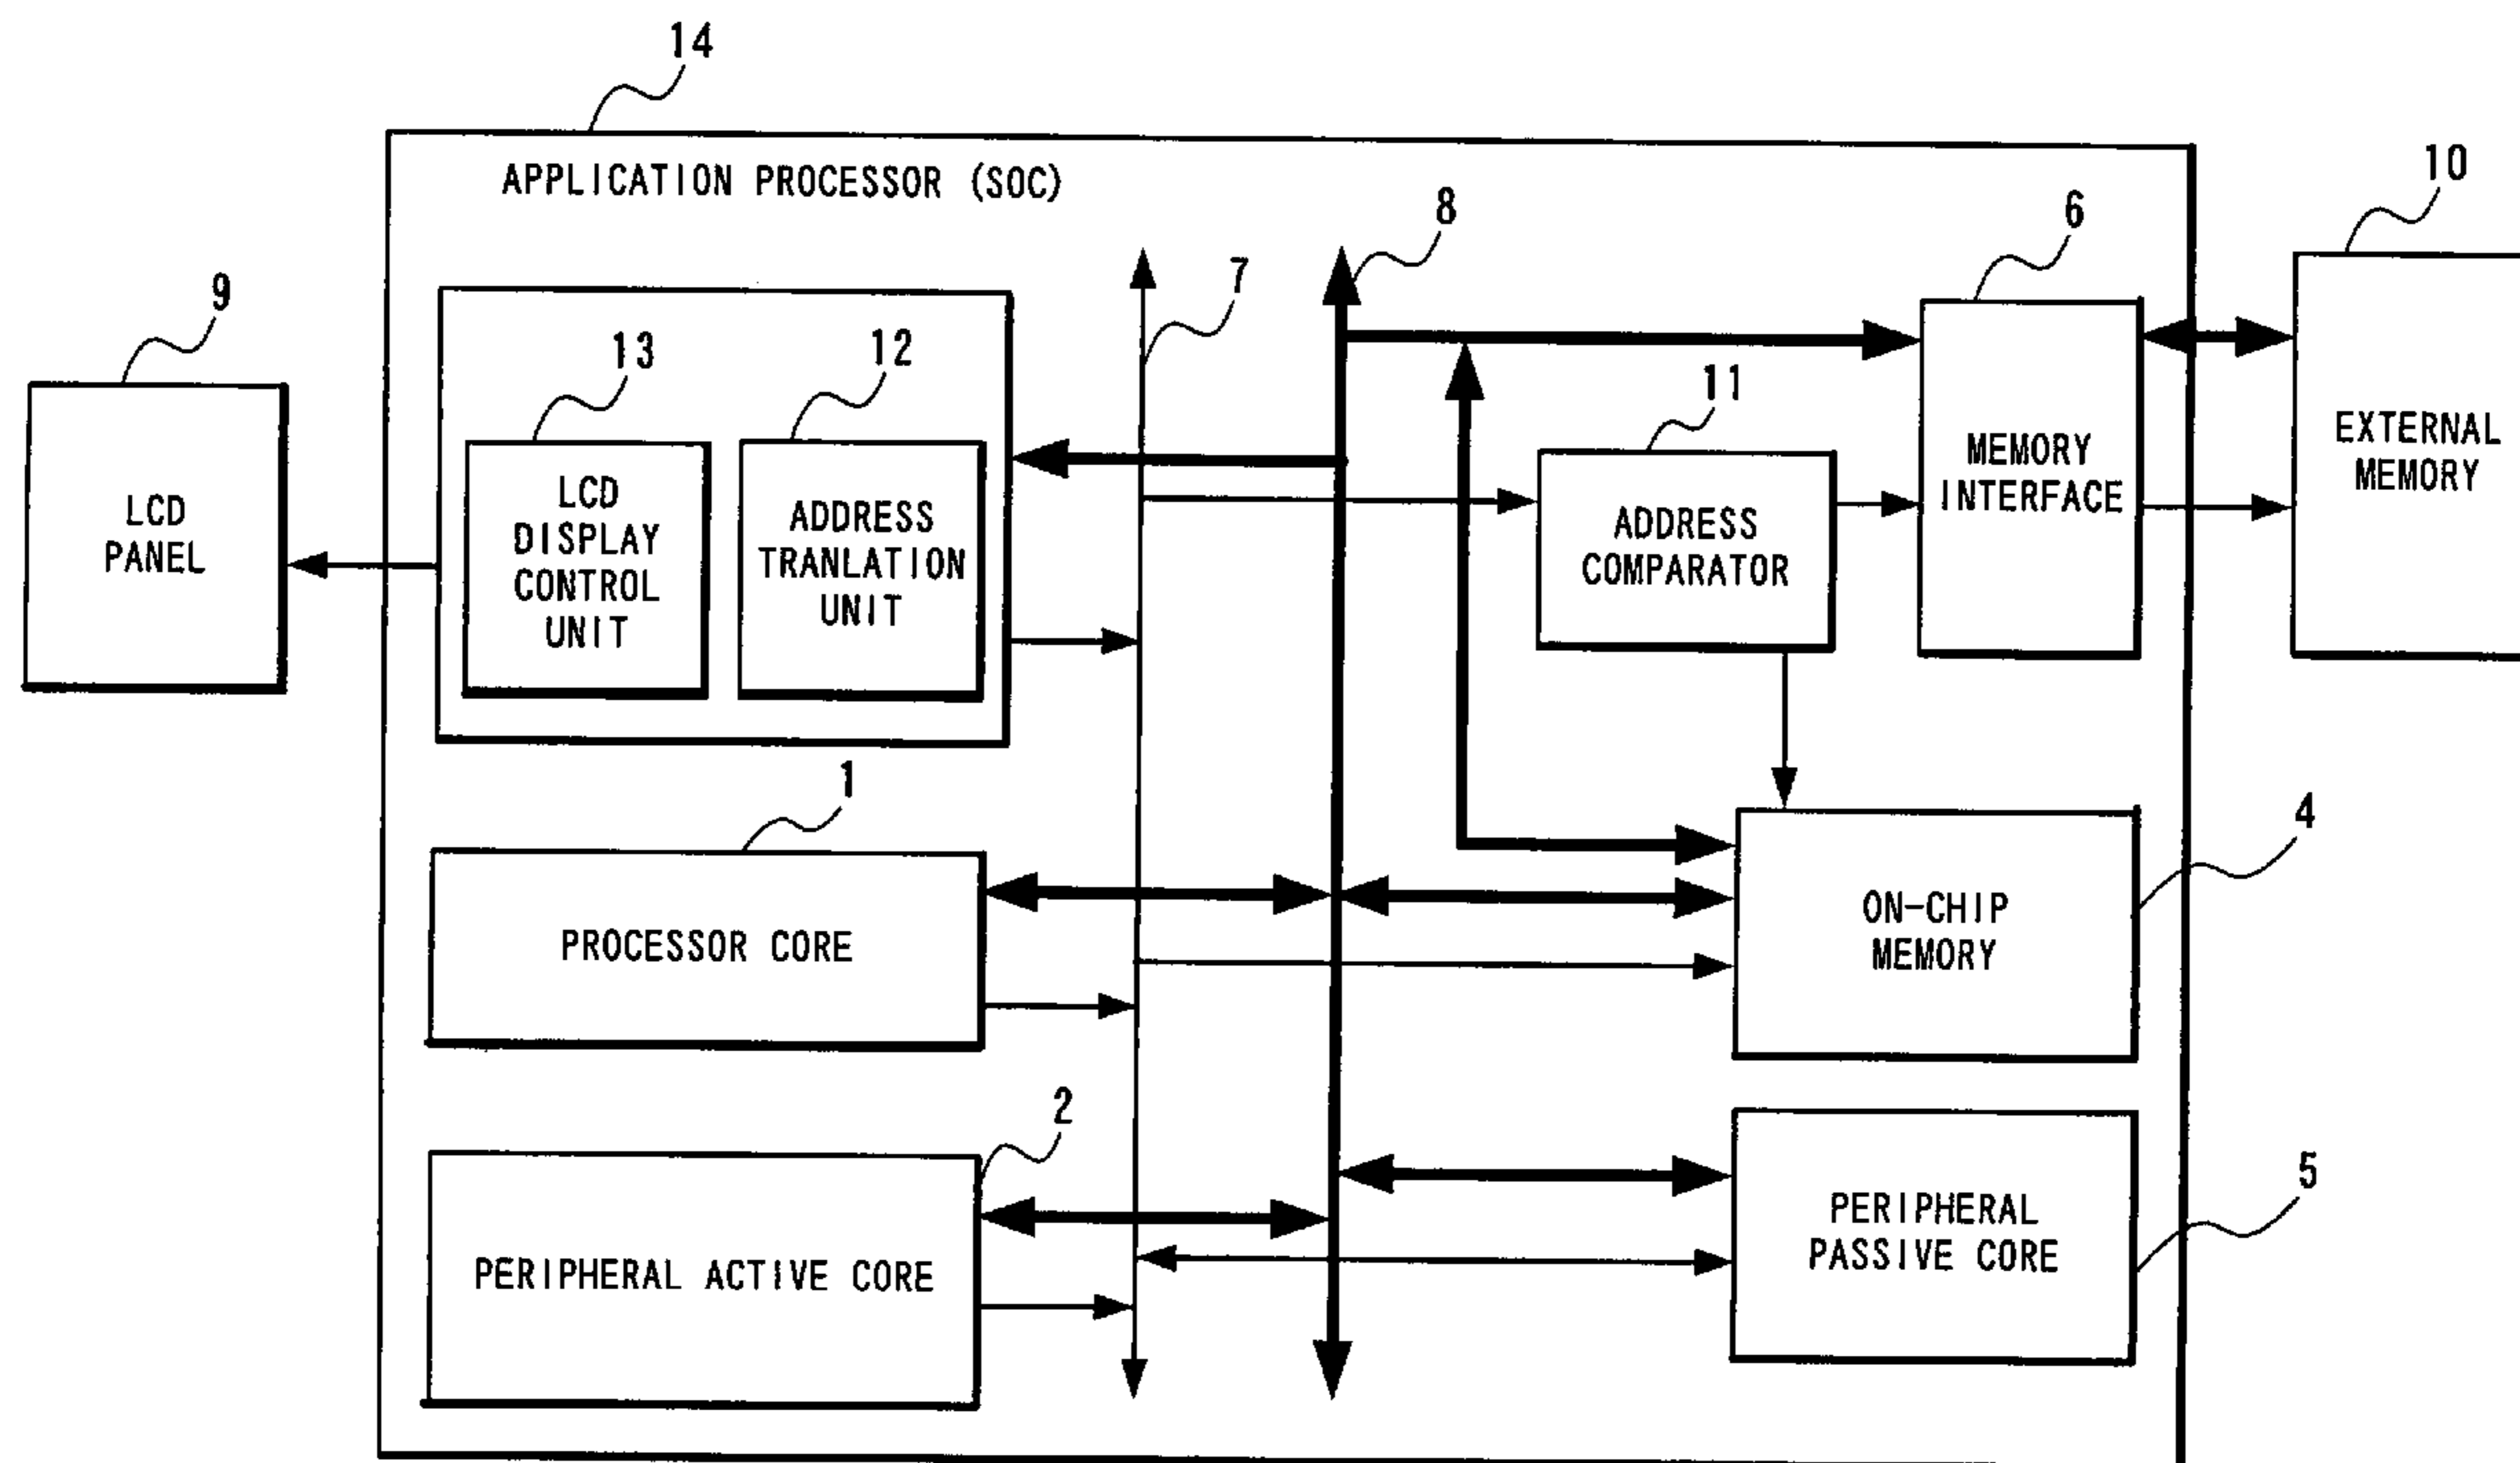 14
APPLICATION PROCESSOR (SOC)
10
8
6
7
9
13
12
11
LCD
PANEL
LCD
DISPLAY
CONTROL
UNIT
ADDRESS
TRANLATION
UNIT
ADDRESS
COMPARATOR
MEMORY
INTERFACE
EXTERNAL
MEMORY
1
4
PROCESSOR CORE
ON-CHIP
MEMORY
2
5
PERIPHERAL ACTIVE CORE
PERIPHERAL
PASSIVE CORE